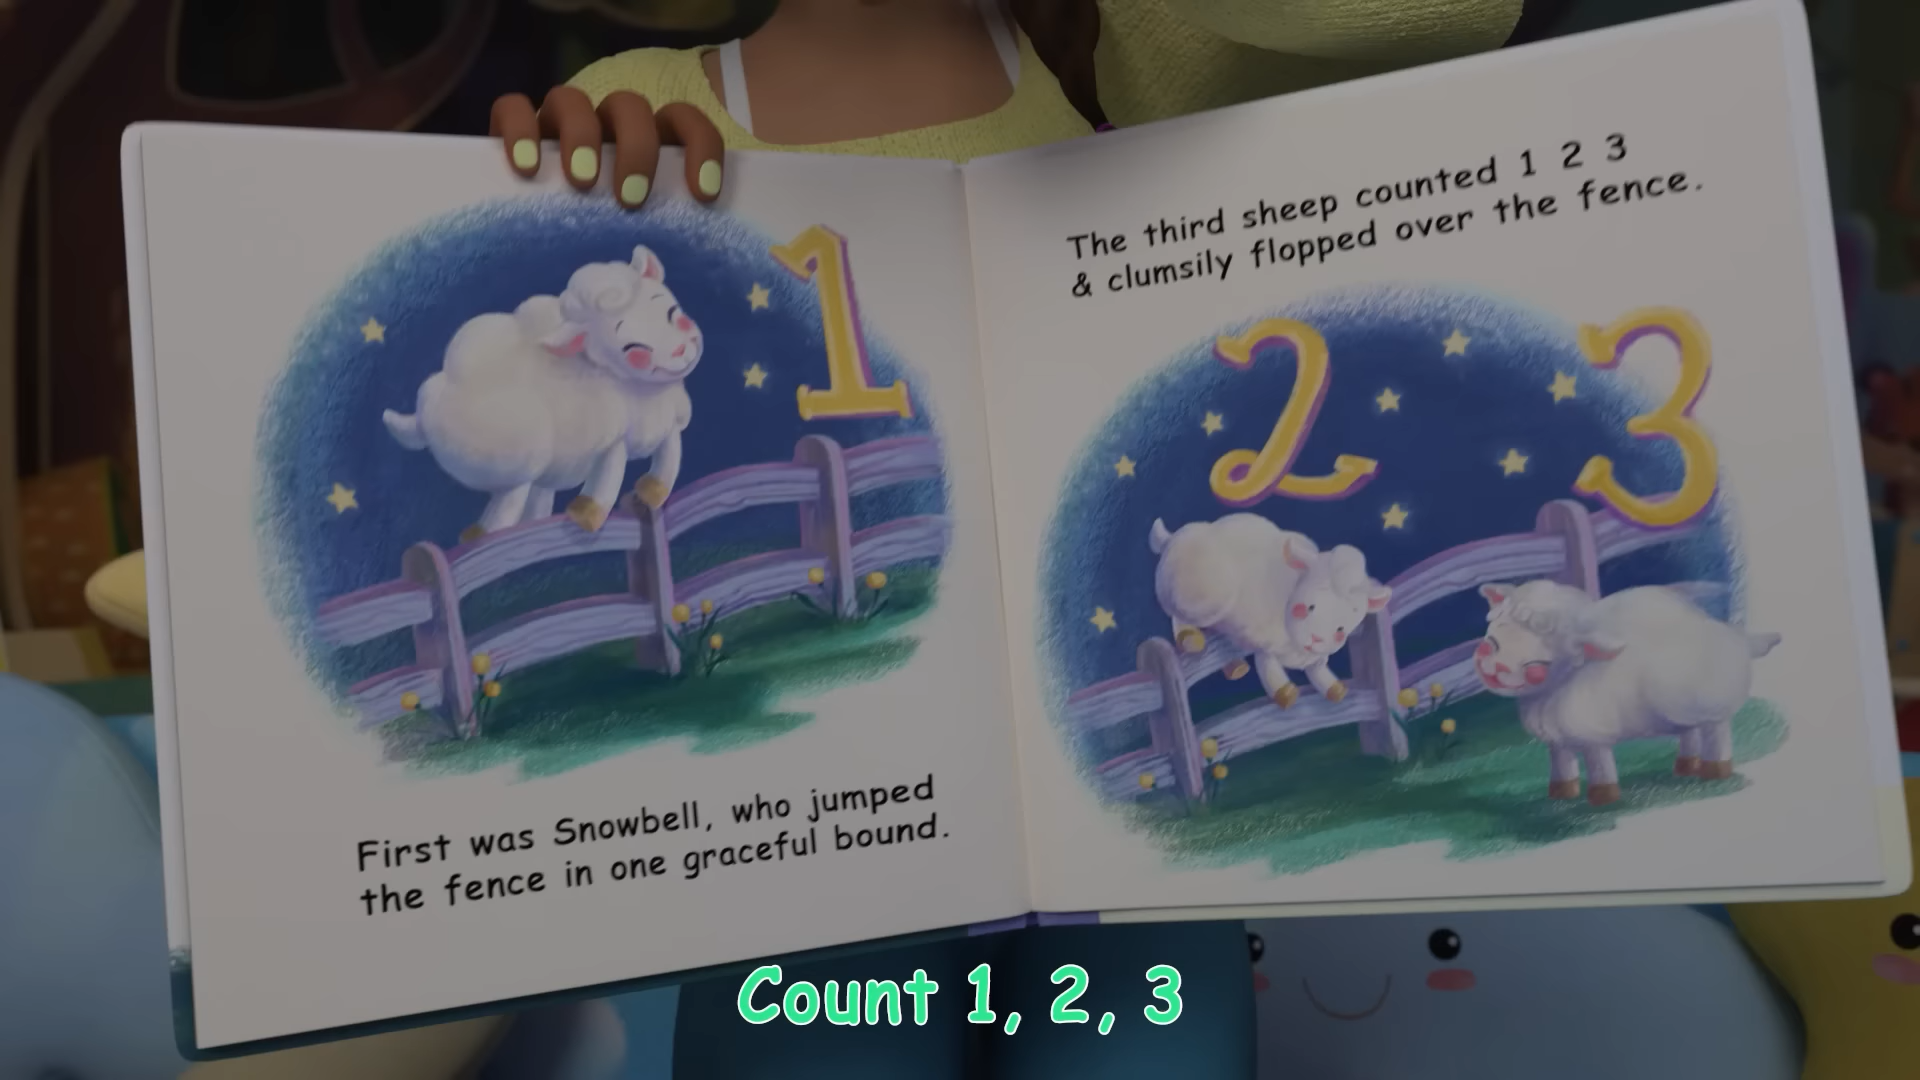 1
First was Snowbell, who jumped
the fence in one graceful bound.
The third sheep counted 1 2 3
& clumsily flopped over the fence.
2 3
Count 1, 2, 3